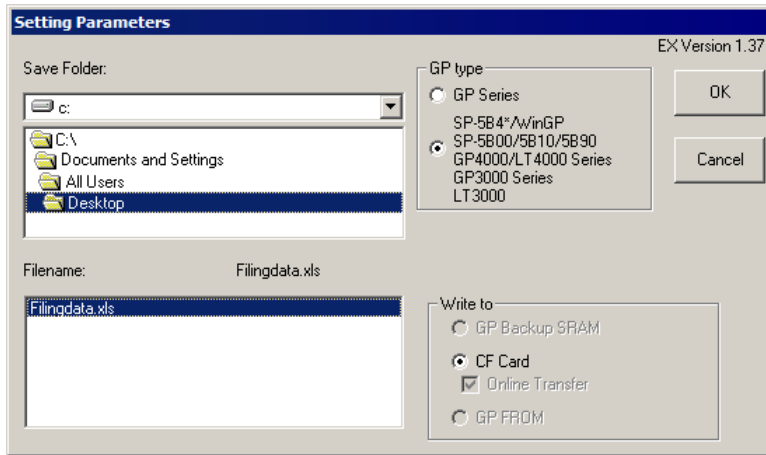 Setting Parameters
EX Version 1.37
Save Folder:
c:
C:\
Documents and Settings
All Users
Desktop
Filename:
Filingdata.xls
Filingdata.xls
GP type
GP Series
SP-5B4*/WinGP
SP-5B00/5B10/5B90
GP4000/LT4000 Series
GP3000 Series
LT3000
OK
Cancel
Write to
GP Backup SRAM
CF Card
Online Transfer
GP FROM